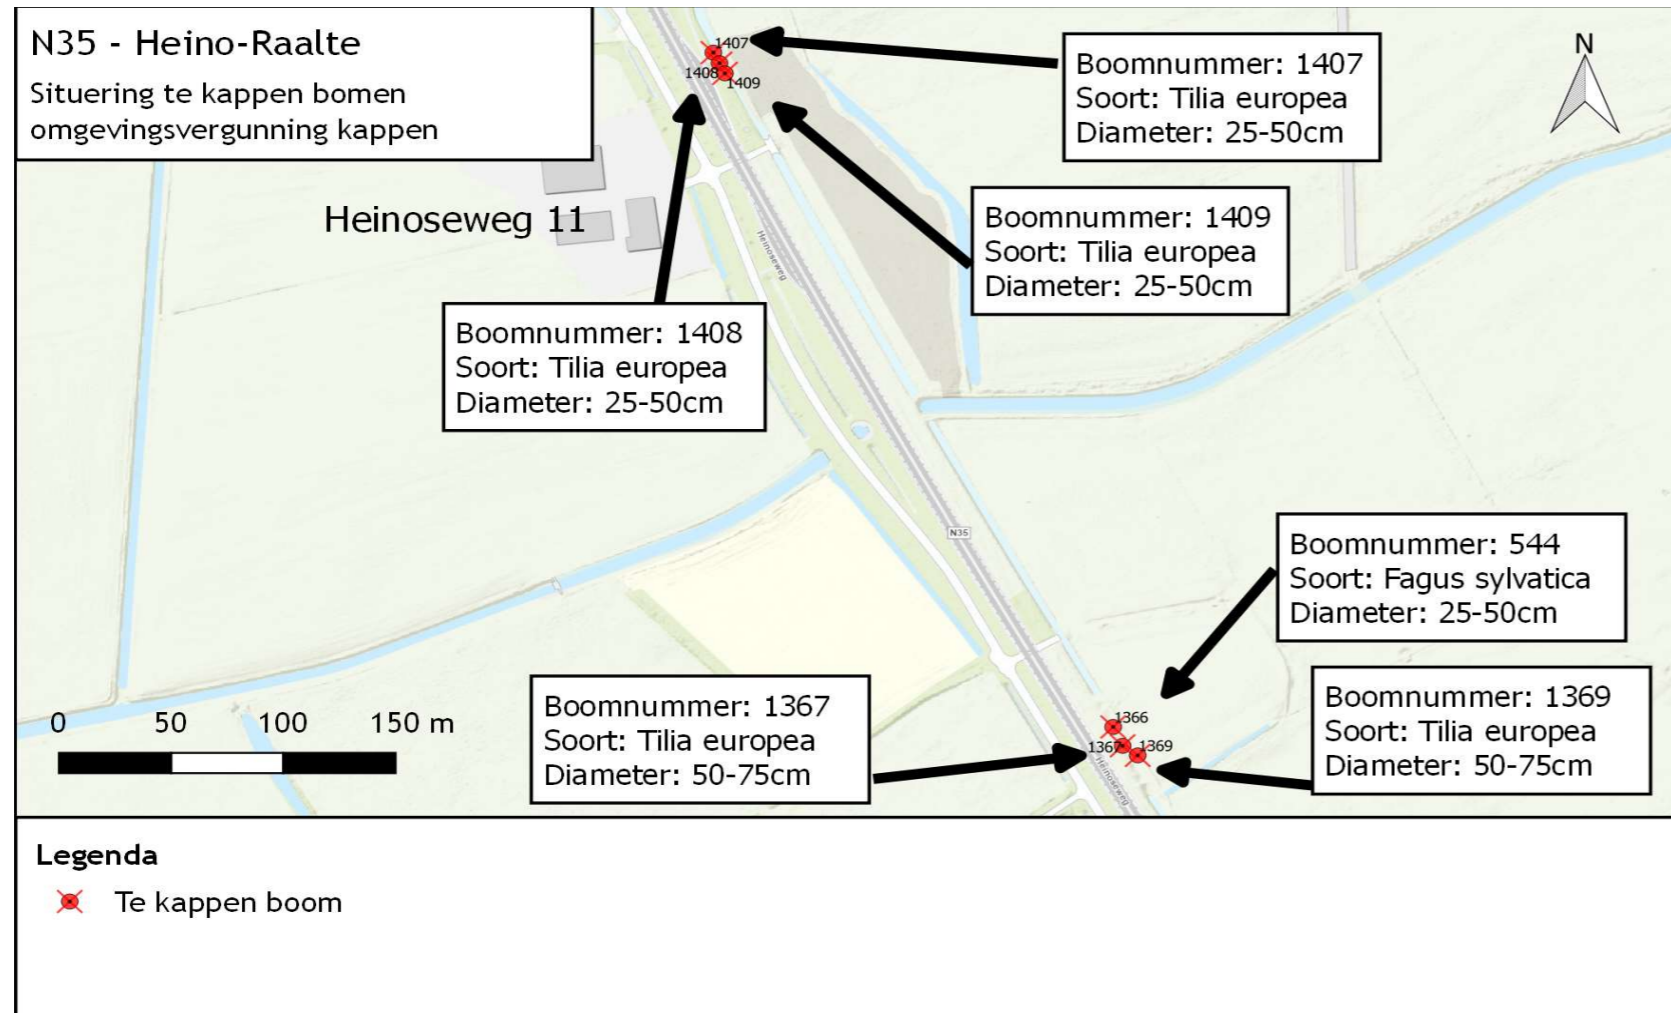 N35 - Heino-Raalte
Situering te kappen bomen
omgevingsvergunning kappen
1407
1408
1409
Boomnummer: 1407
Soort: Tilia europea
Diameter: 25-50cm
N
Boomnummer: 1409
Soort: Tilia europea
Diameter: 25-50cm
Heinoseweg 11
Heinoseweg
Boomnummer: 1408
Soort: Tilia europea
Diameter: 25-50cm
N35
Boomnummer: 544
Soort: Fagus sylvatica
Diameter: 25-50cm
Boomnummer: 1367
Soort: Tilia europea
Diameter: 50-75cm
1366
1367
1369
Heinoseweg
Boomnummer: 1369
Soort: Tilia europea
Diameter: 50-75cm
0 50 100 150 m
Legenda
Te kappen boom